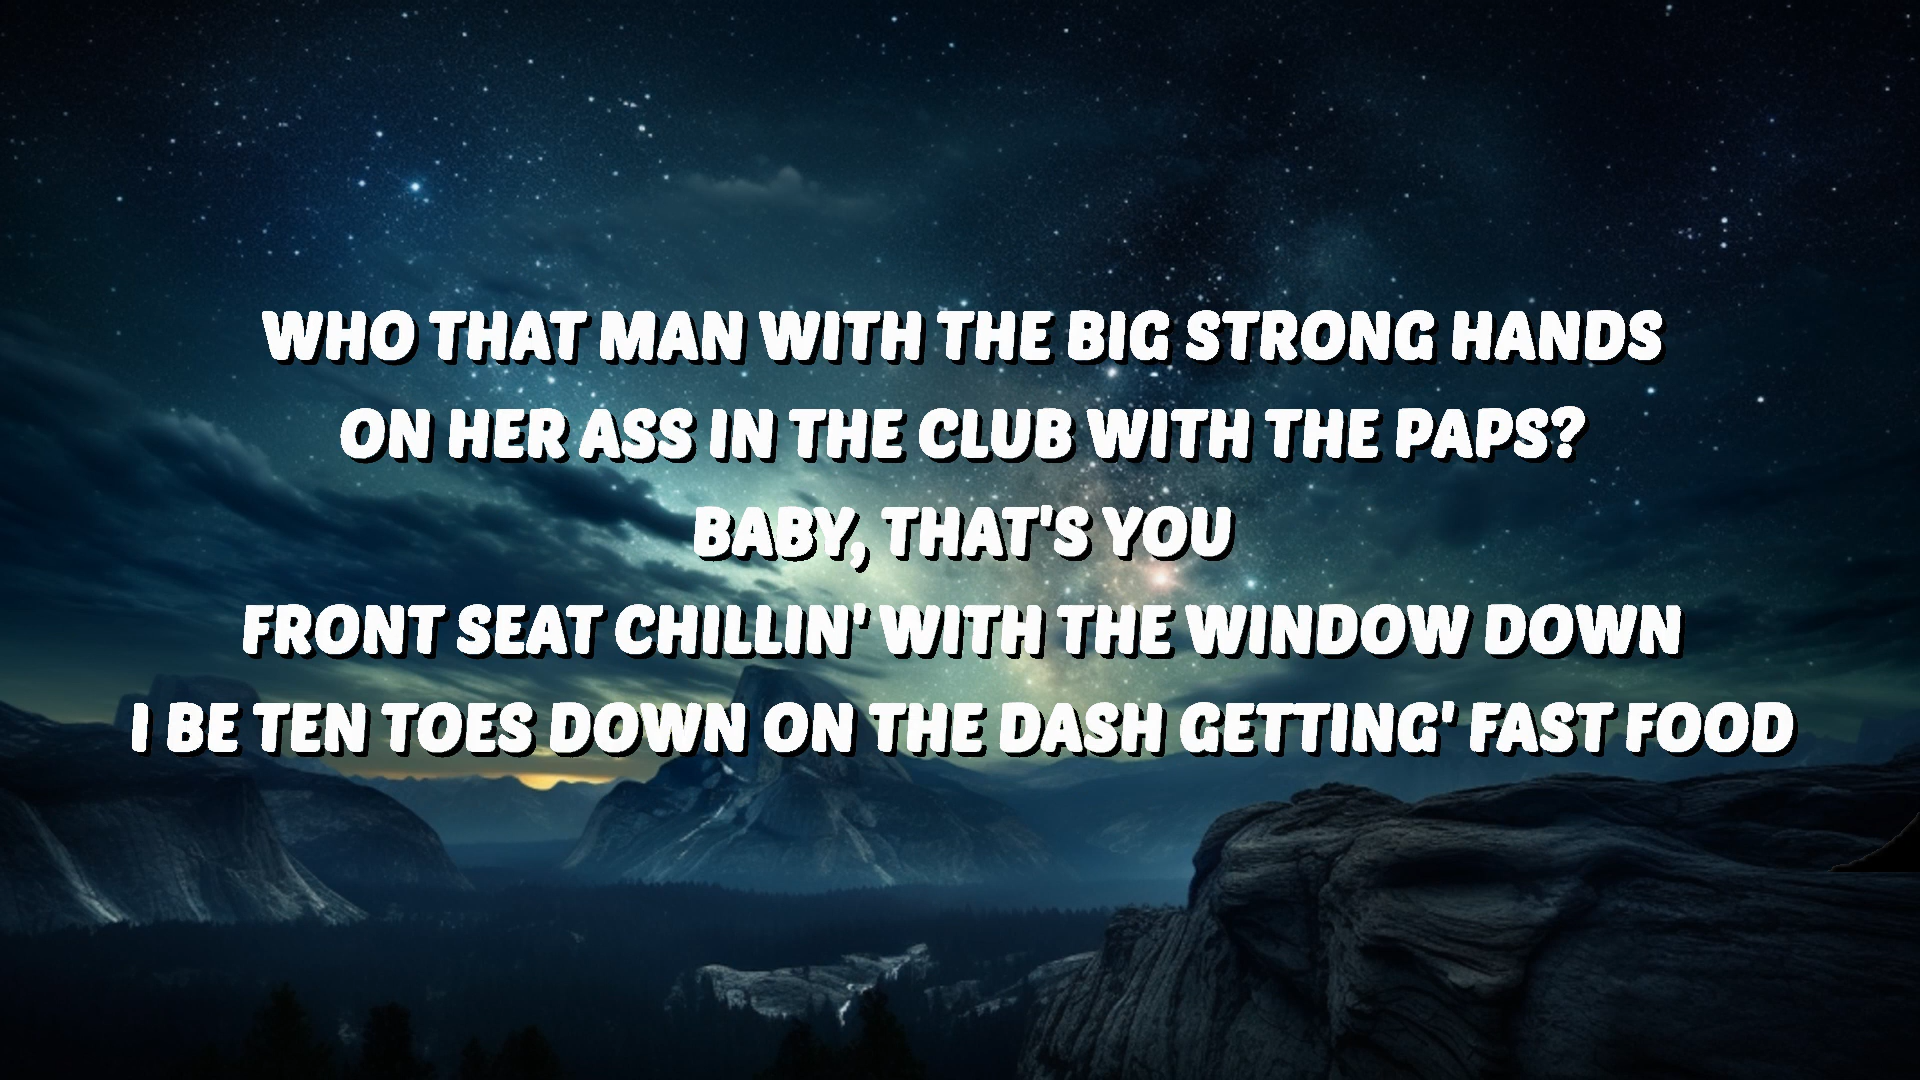 WHO THAT MAN WITH THE BIG STRONG HANDS
ON HER ASS IN THE CLUB WITH THE PAPS?
BABY, THAT'S YOU
FRONT SEAT CHILLIN' WITH THE WINDOW DOWN
I BE TEN TOES DOWN ON THE DASH GETTING' FAST FOOD